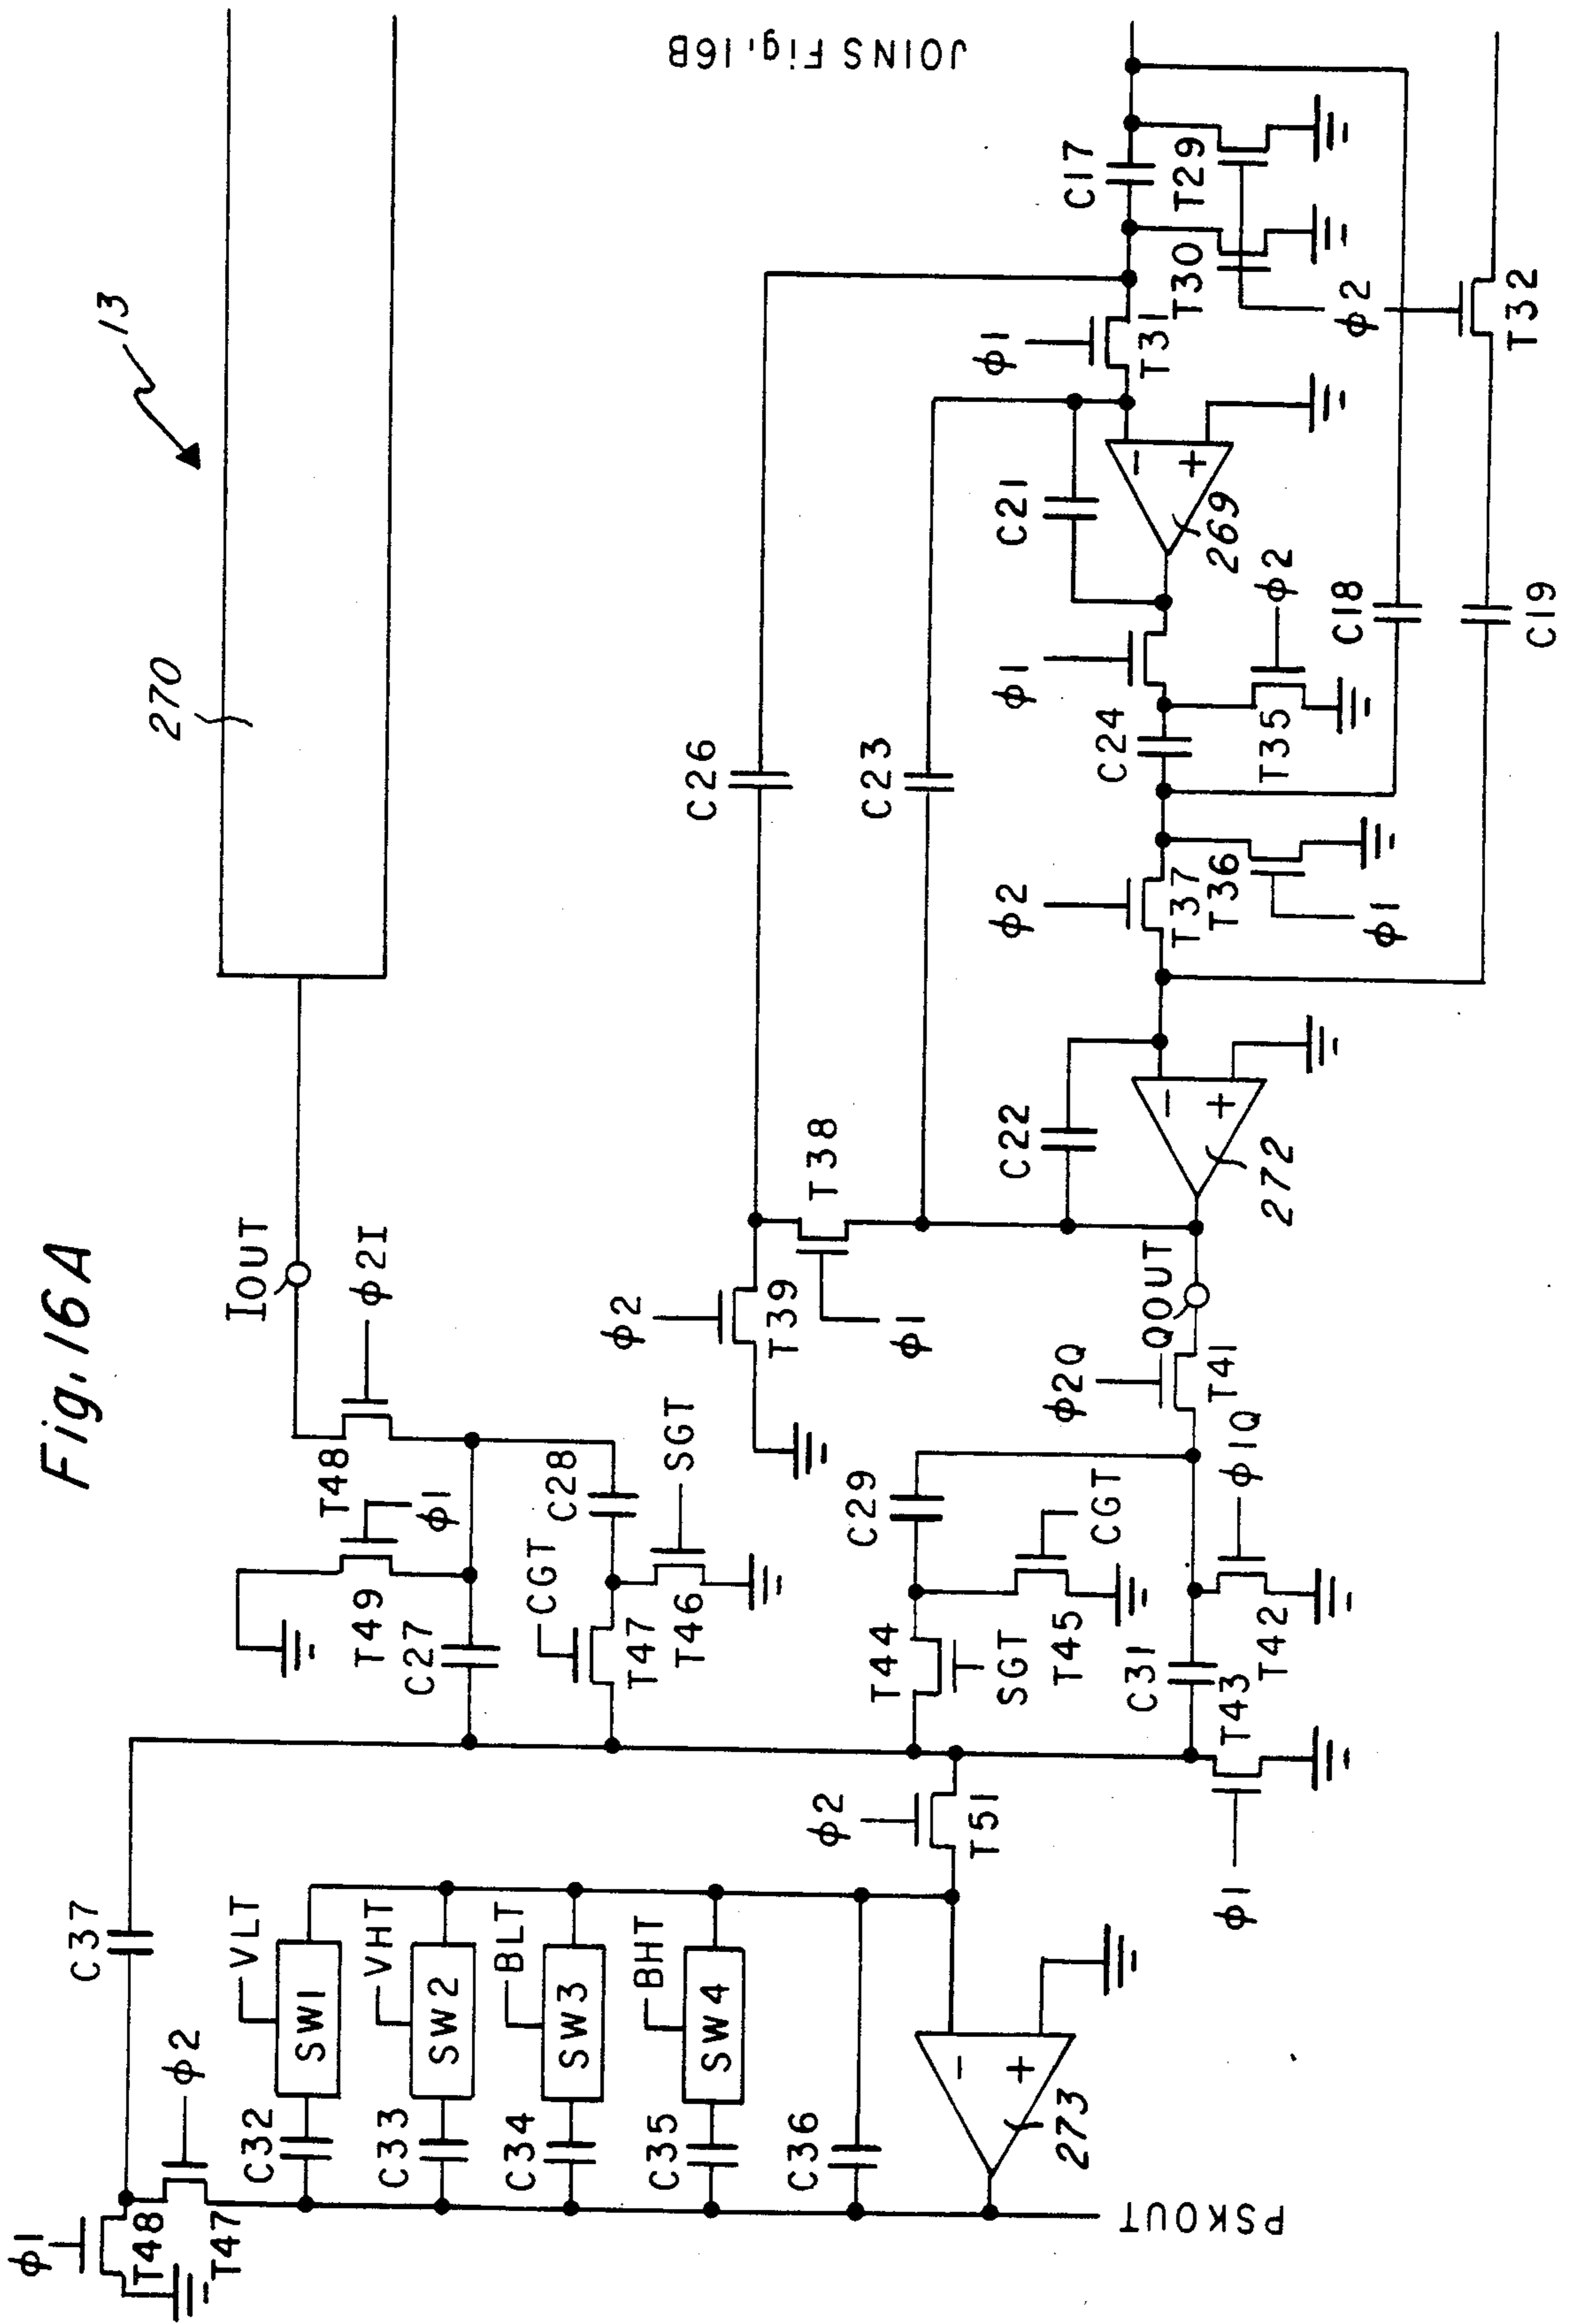 Fig. 16A
13
270
IOUT
φ2I
T48
φ1
T49
C27
C28
CGT
SGT
T47
T46
C37
φ1
T48
φ2
T47
VLT
SW1
C32
VHT
SW2
C33
BLT
SW3
C34
BHT
SW4
C35
C36
−
+
273
PSKOUT
φ2
T51
C29
T44
SGT
CGT
T45
C31
T43
T42
φ1
φ1Q
φ2Q
QOUT
T41
C26
φ2
T39
T38
φ1
C23
C22
−
+
272
φ2
T37
T36
φ1
C24
φ1
T35
φ2
C21
−
+
269
φ1
T31
T30
C17
T29
φ2
C18
C19
T32
JOINS Fig. 16B